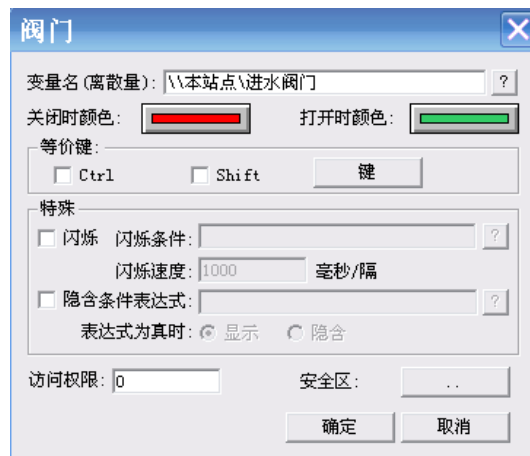 阀门
变量名(离散量): \\本站点\进水阀门 ?
关闭时颜色: 打开时颜色:
等价键:
Ctrl Shift 键
特殊
闪烁 闪烁条件: ?
闪烁速度: 1000 毫秒/隔
隐含条件表达式: ?
表达式为真时: 显示 隐含
访问权限: 0 安全区: ..
确定 取消